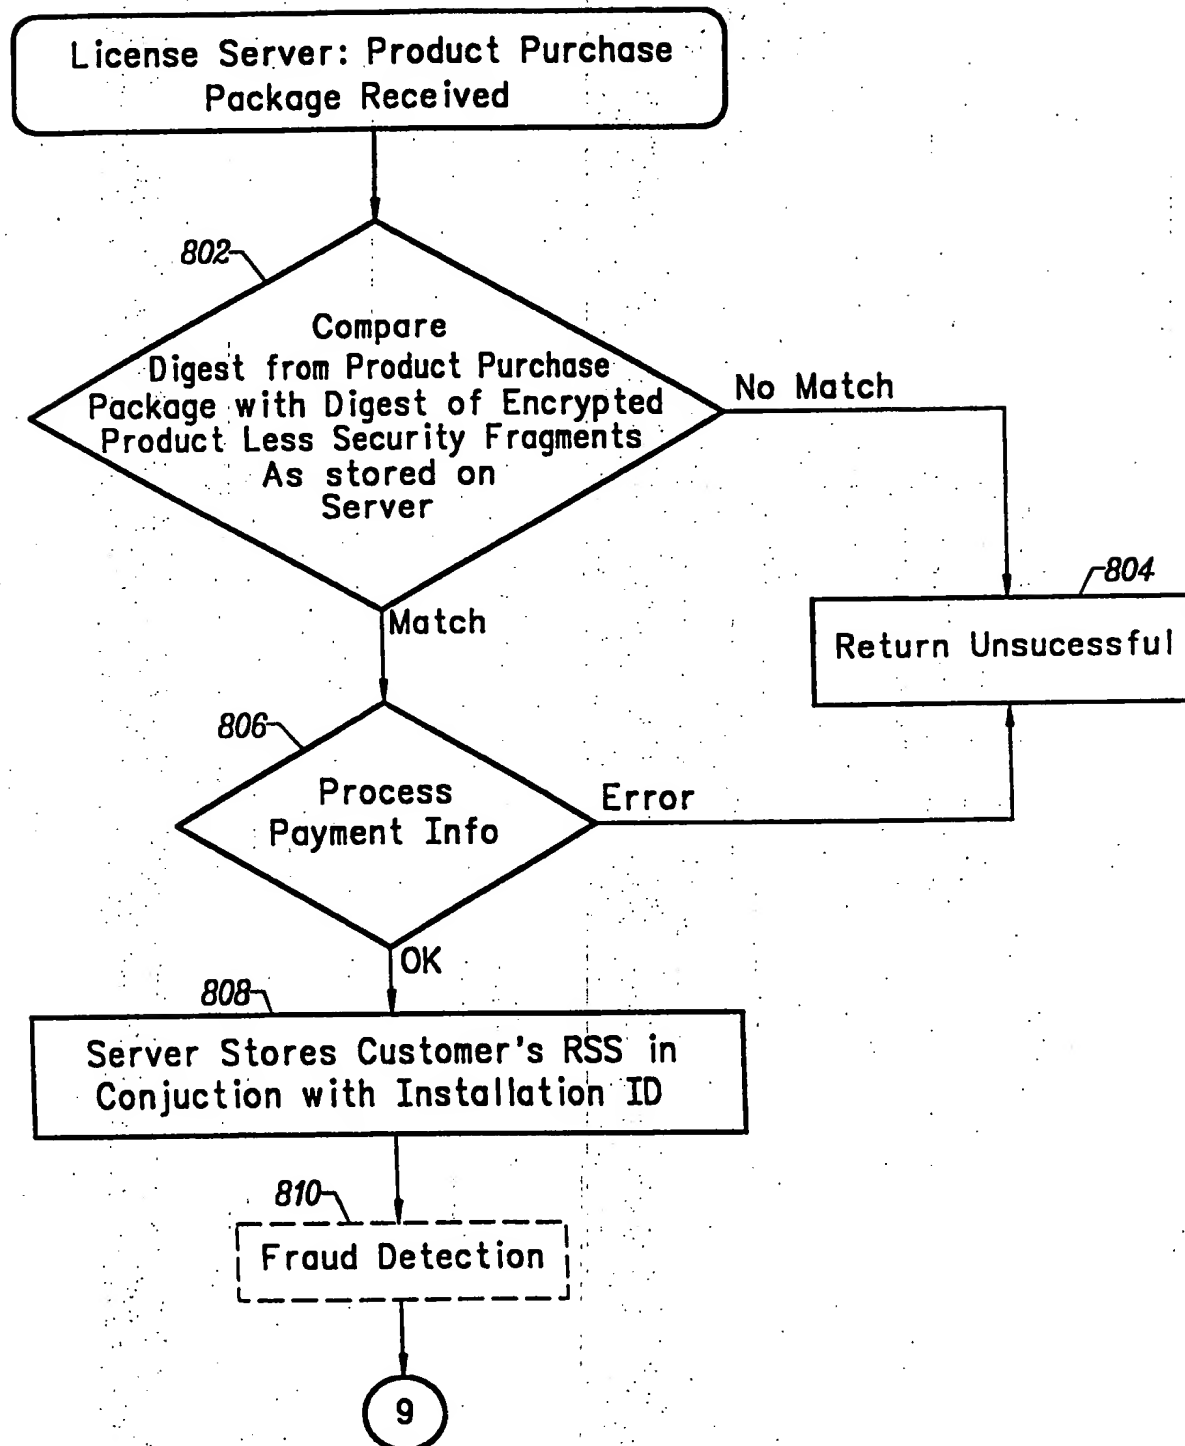 License Server: Product Purchase
Package Received
802
Compare
Digest from Product Purchase
Package with Digest of Encrypted
Product Less Security Fragments
As stored on
Server
No Match
804
Return Unsucessful
Match
806
Process
Payment Info
Error
OK
808
Server Stores Customer's RSS in
Conjuction with Installation ID
810
Fraud Detection
9